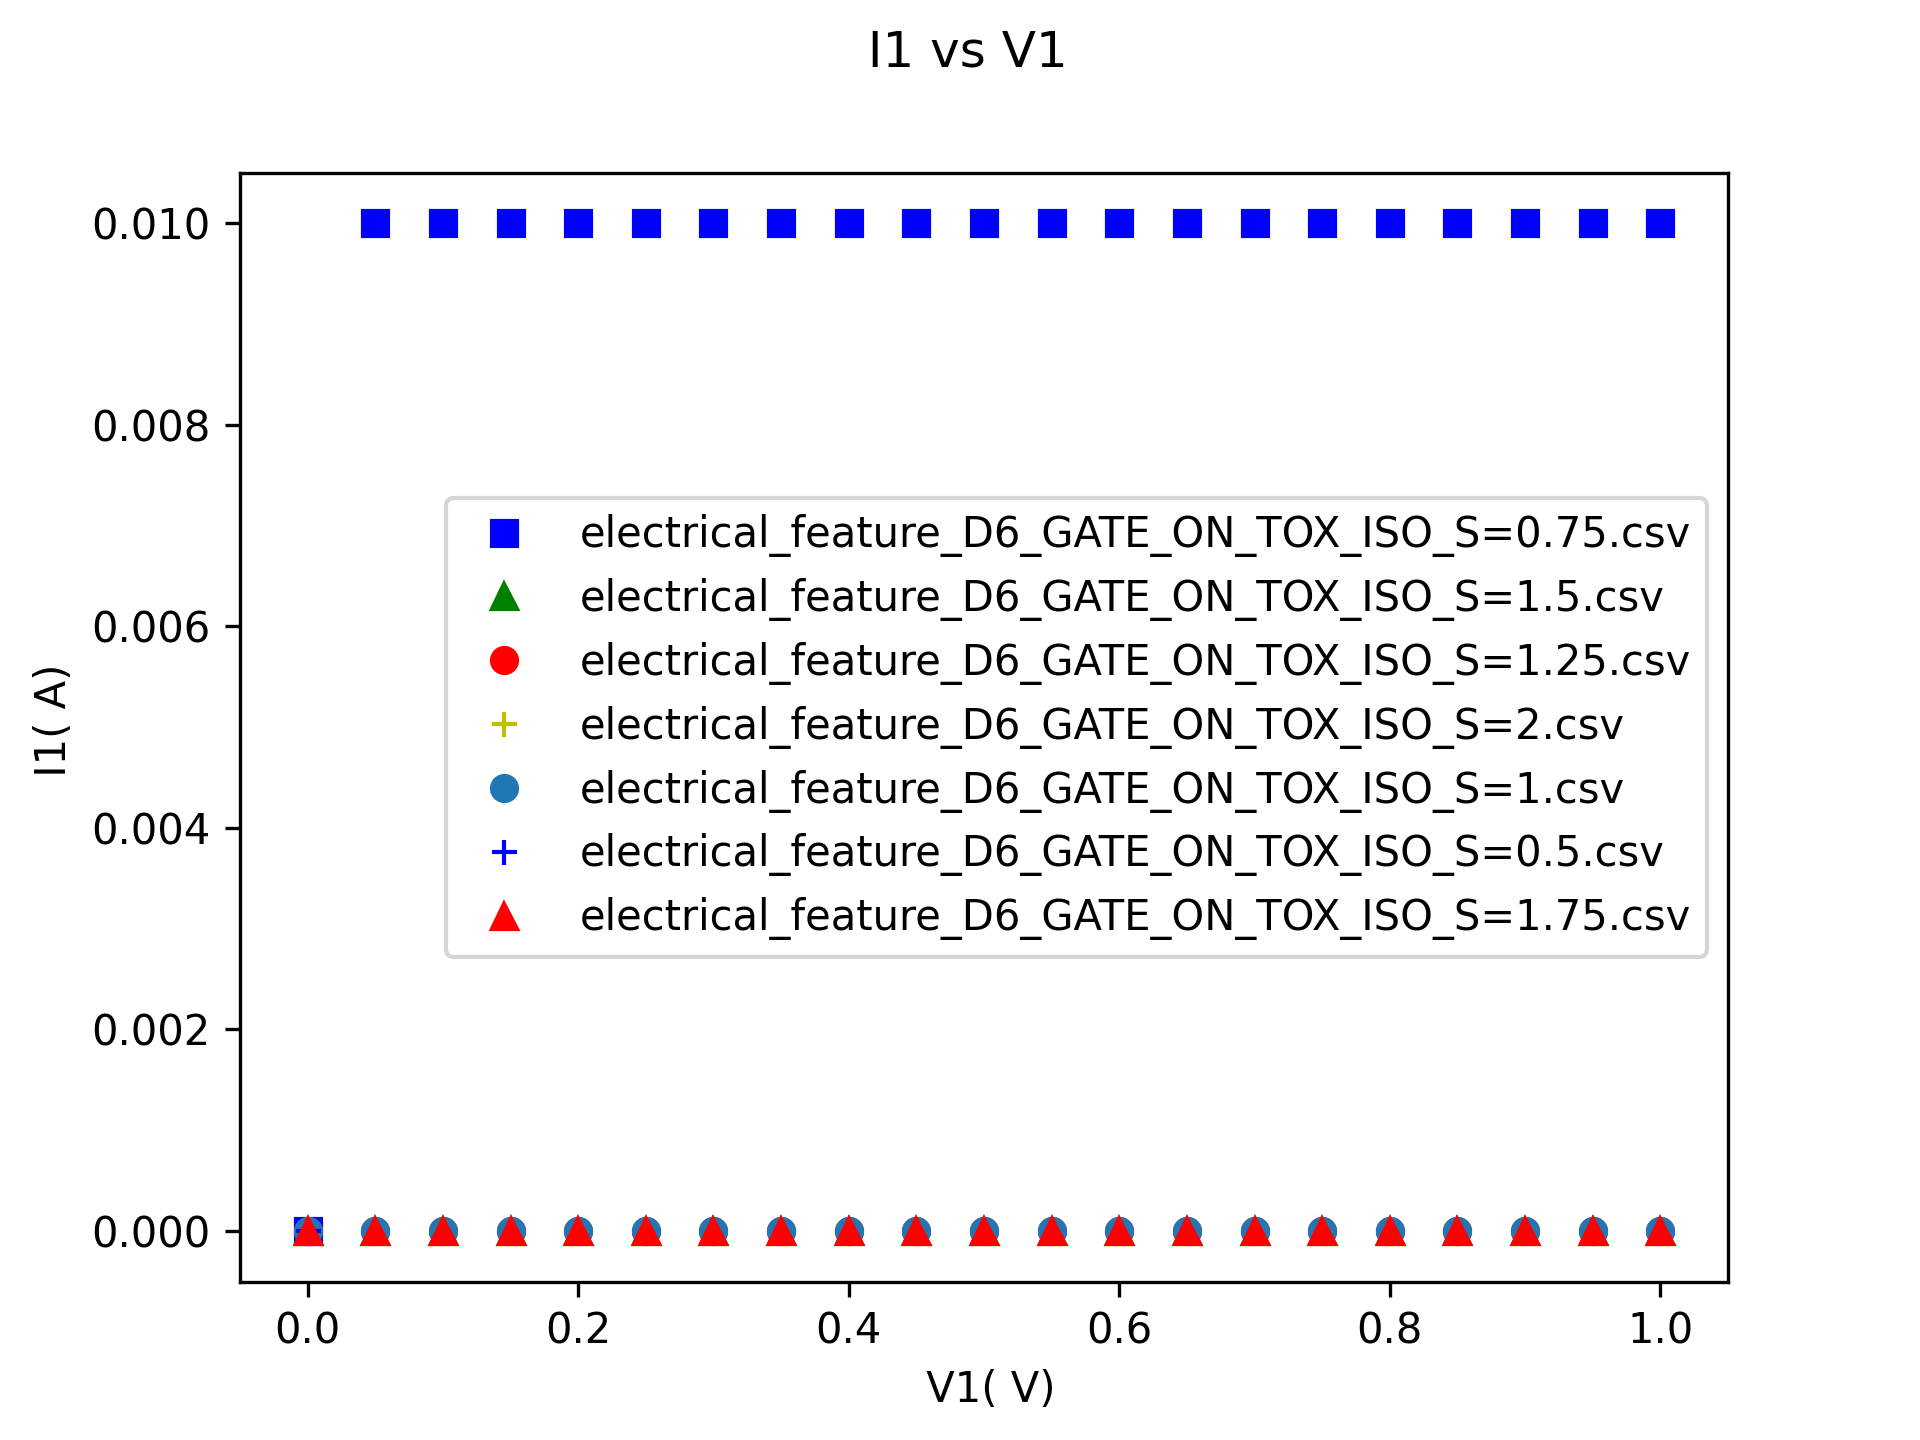 I1 vs V1
0.010
0.008
0.006
0.004
0.002
0.000
I1( A)
electrical_feature_D6_GATE_ON_TOX_ISO_S=0.75.csv
electrical_feature_D6_GATE_ON_TOX_ISO_S=1.5.csv
electrical_feature_D6_GATE_ON_TOX_ISO_S=1.25.csv
electrical_feature_D6_GATE_ON_TOX_ISO_S=2.csv
electrical_feature_D6_GATE_ON_TOX_ISO_S=1.csv
electrical_feature_D6_GATE_ON_TOX_ISO_S=0.5.csv
electrical_feature_D6_GATE_ON_TOX_ISO_S=1.75.csv
0.0 0.2 0.4 0.6 0.8 1.0
V1( V)